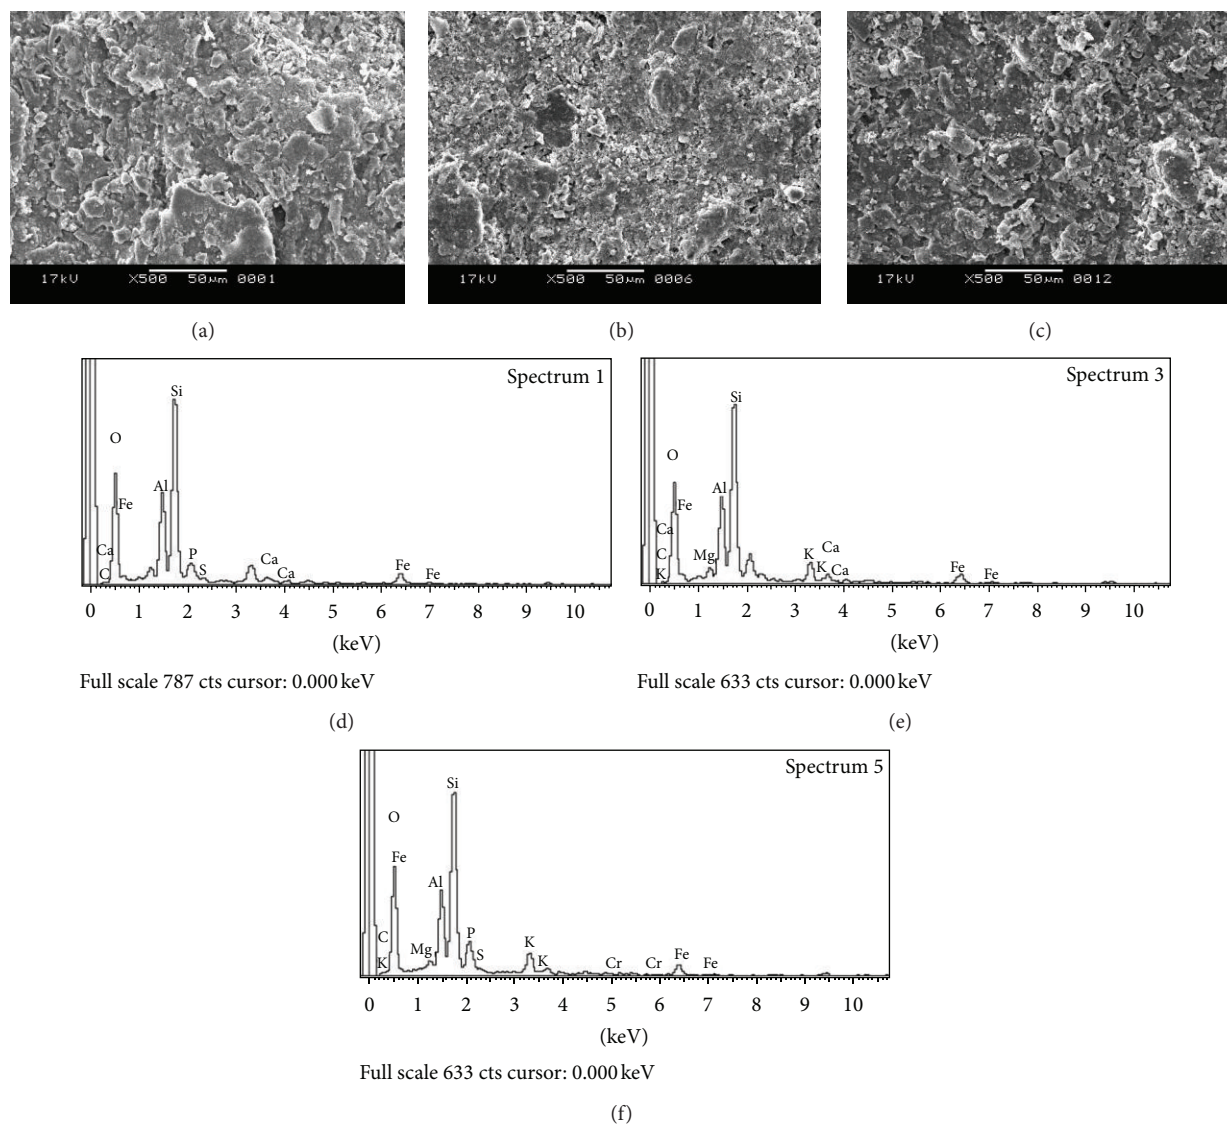 17kV X500 50μm 0001
17kV X500 50μm 0006
17kV X500 50μm 0012
(a)
(b)
(c)
Spectrum 1
Si
O
Al
Fe
Ca
C
P
S
Ca
Ca
Fe
Fe
0 1 2 3 4 5 6 7 8 9 10
(keV)
Full scale 787 cts cursor: 0.000 keV
(d)
Spectrum 3
Si
O
Al
Fe
Ca
C
K
Mg
K
Ca
K
Ca
Fe
Fe
0 1 2 3 4 5 6 7 8 9 10
(keV)
Full scale 633 cts cursor: 0.000 keV
(e)
Spectrum 5
Si
O
Fe
Al
C
K
Mg
P
S
K
K
Cr
Cr
Fe
Fe
0 1 2 3 4 5 6 7 8 9 10
(keV)
Full scale 633 cts cursor: 0.000 keV
(f)